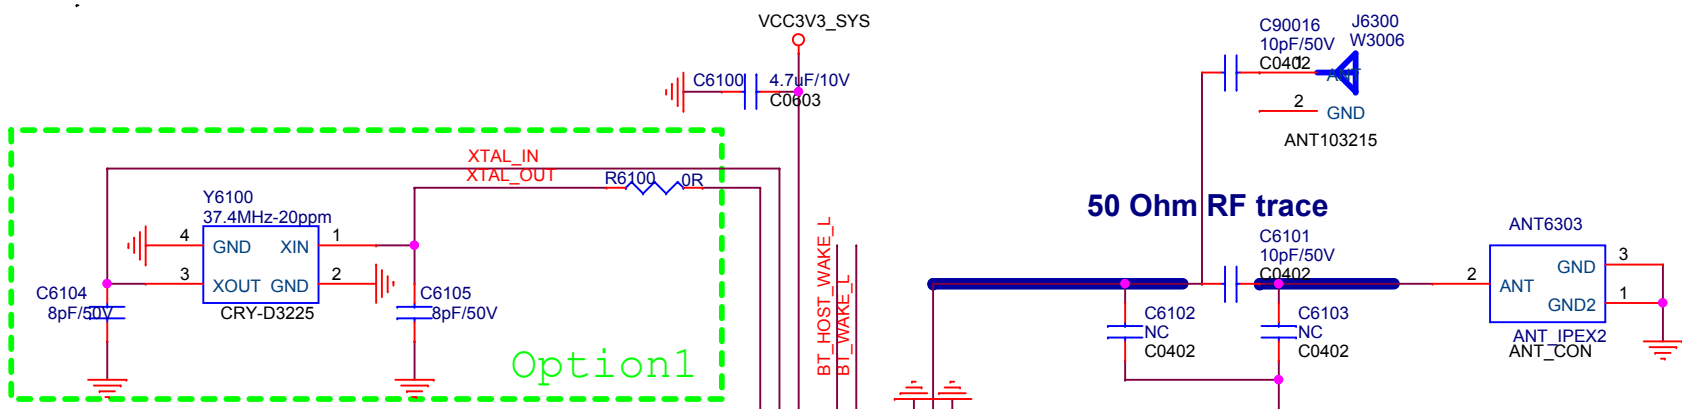 VCC3V3_SYS
C6100
4.7uF/10V
C0603
XTAL_IN
XTAL_OUT
R6100
0R
Y6100
37.4MHz-20ppm
4
GND
XIN
1
3
XOUT
GND
2
CRY-D3225
C6104
8pF/50V
C6105
8pF/50V
Option1
BT_HOST_WAKE_L
BT_WAKE_L
C90016
10pF/50V
C0402
J6300
W3006
1
ANT
2
GND
ANT103215
50 Ohm RF trace
C6101
10pF/50V
C0402
C6102
NC
C0402
C6103
NC
C0402
ANT6303
2
ANT
GND
3
GND2
1
ANT_IPEX2
ANT_CON